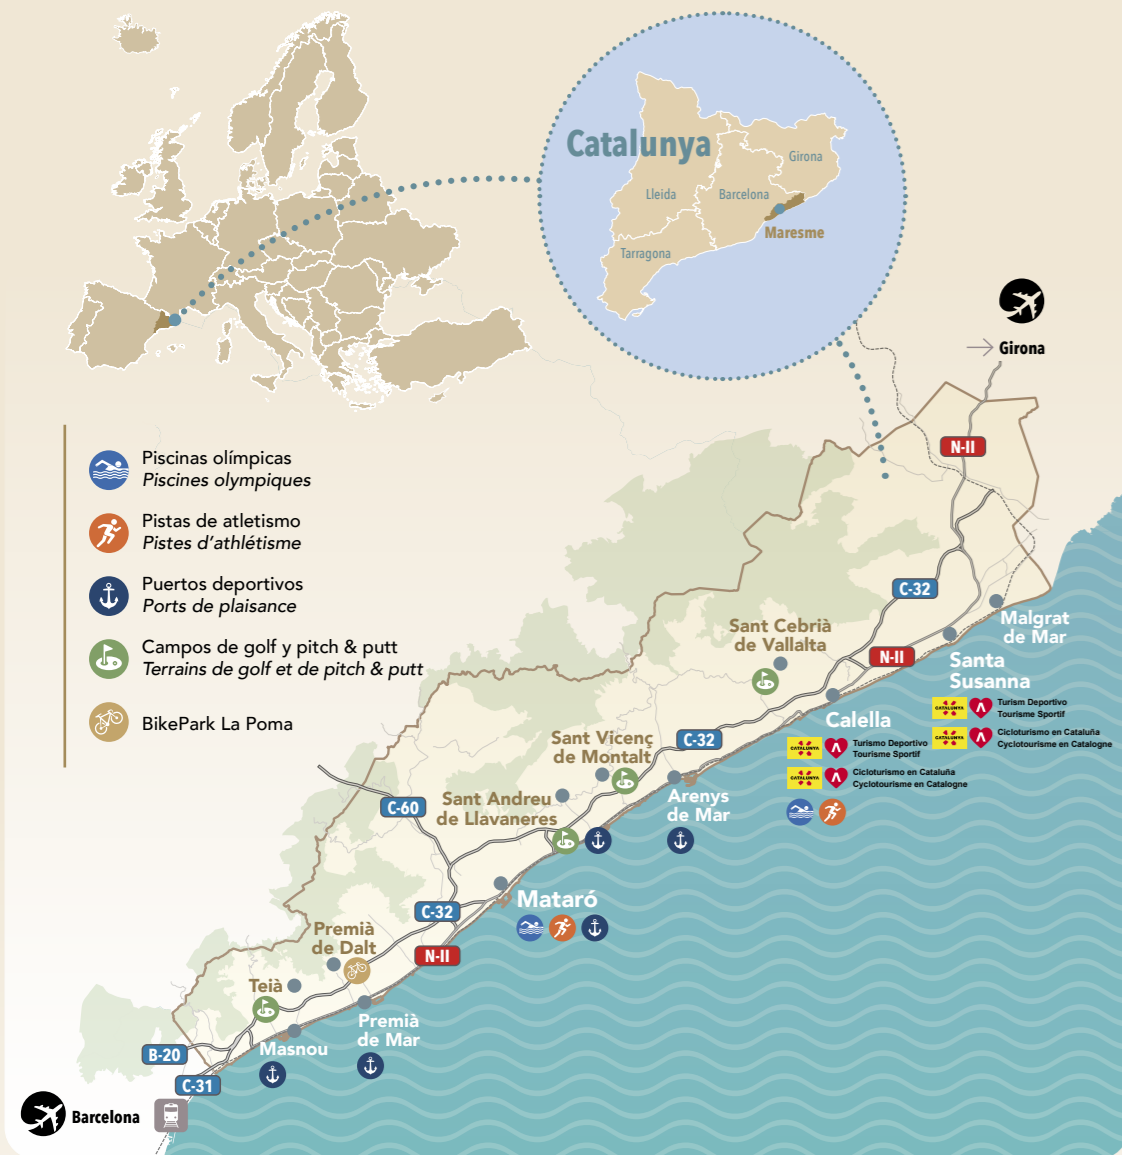 Catalunya
Girona
Lleida
Barcelona
Maresme
Tarragona
Girona
Piscinas olímpicas
Piscines olympiques
Pistas de atletismo
Pistes d'athlétisme
Puertos deportivos
Ports de plaisance
Campos de golf y pitch & putt
Terrains de golf et de pitch & putt
BikePark La Poma
N-II
C-32
Malgrat
de Mar
Sant Cebrià
de Vallalta
N-II
Santa
Susanna
CATALUNYA
Turism Deportivo
Tourisme Sportif
CATALUNYA
Cicloturismo en Cataluña
Cyclotourisme en Catalogne
Calella
CATALUNYA
Turismo Deportivo
Tourisme Sportif
CATALUNYA
Cicloturismo en Cataluña
Cyclotourisme en Catalogne
C-32
Sant Vicenç
de Montalt
Arenys
de Mar
Sant Andreu
de Llavaneres
C-60
Mataró
C-32
N-II
Premià
de Dalt
Teià
Premià
de Mar
Masnou
B-20
C-31
Barcelona